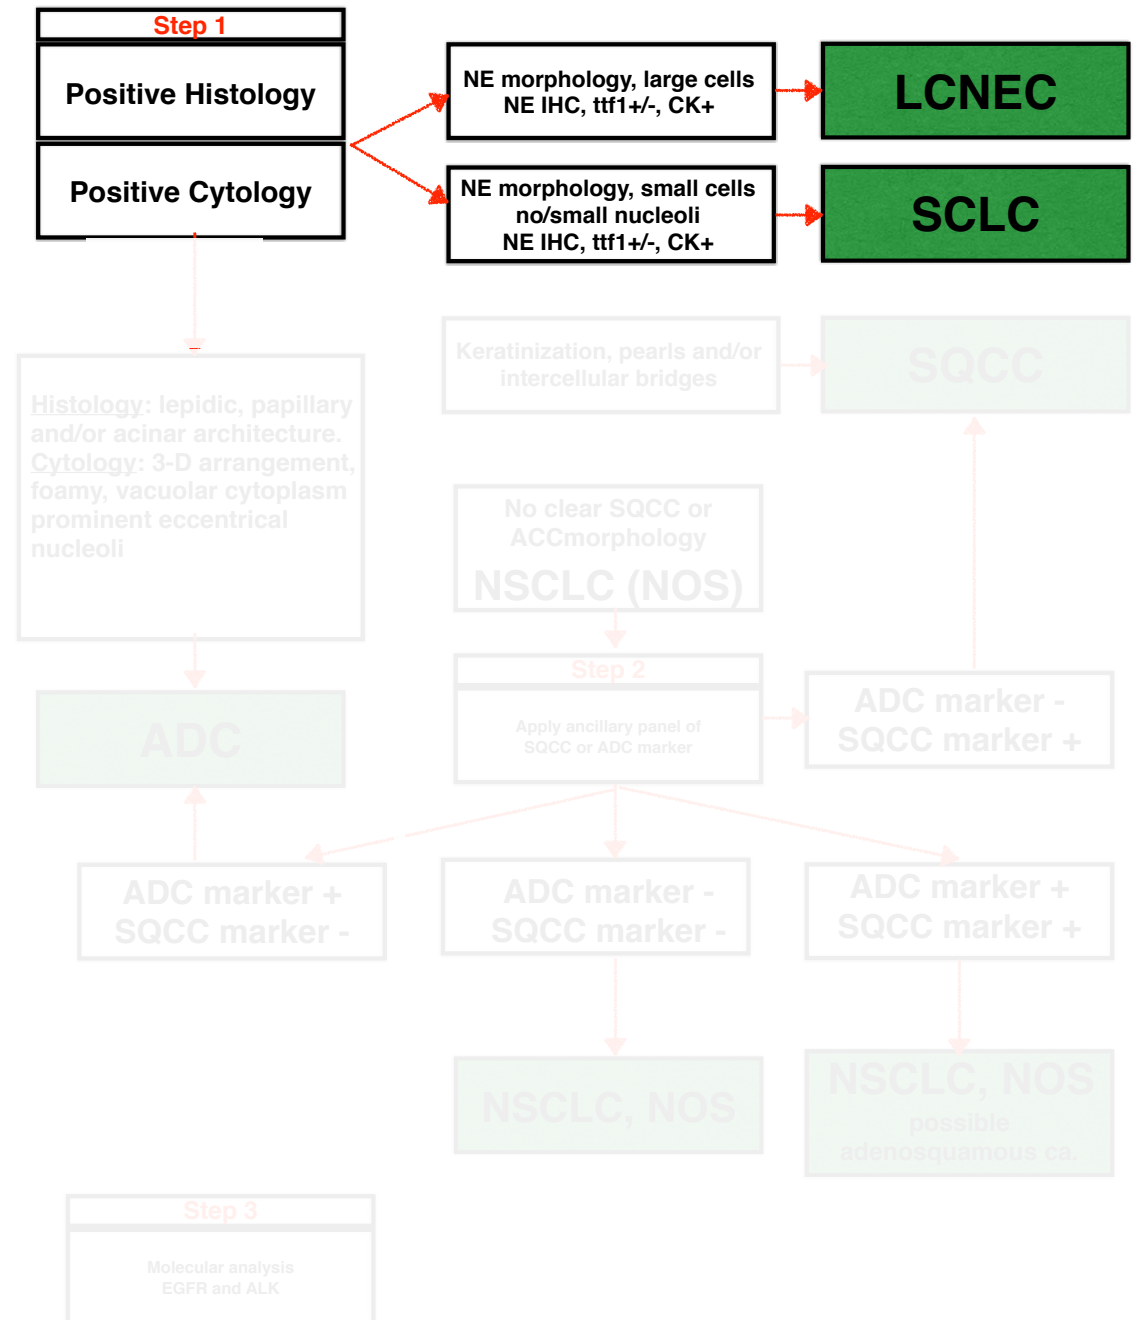 Step 1
Positive Histology
Positive Cytology
NE morphology, large cells
NE IHC, ttf1+/-, CK+
LCNEC
NE morphology, small cells
no/small nucleoli
NE IHC, ttf1+/-, CK+
SCLC
Keratinization, pearls and/or
intercellular bridges
SQCC
Histology: lepidic, papillary
and/or acinar architecture.
Cytology: 3-D arrangement,
foamy, vacuolar cytoplasm
prominent eccentrical
nucleoli
No clear SQCC or
ACCmorphology
NSCLC (NOS)
Step 2
Apply ancillary panel of
SQCC or ADC marker
ADC marker -
SQCC marker +
ADC
ADC marker +
SQCC marker -
ADC marker -
SQCC marker -
ADC marker +
SQCC marker +
NSCLC, NOS
NSCLC, NOS
possible
adenosquamous ca.
Step 3
Molecular analysis
EGFR and ALK